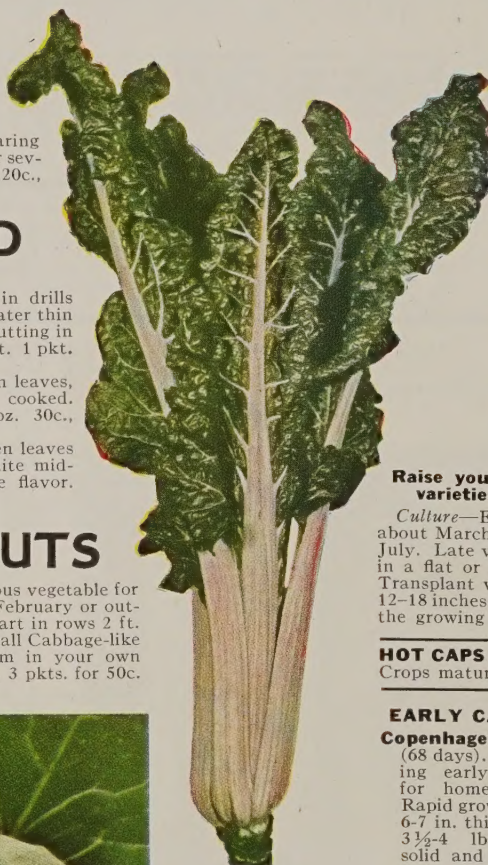 aring
sev-
20c.,
D
in drills
ater thin
utting in
t. 1 pkt.
n leaves,
cooked.
oz. 30c.,
en leaves
ite mid-
e flavor.
UTS
ous vegetable for
February or out-
art in rows 2 ft.
all Cabbage-like
m in your own
3 pkts. for 50c.
Raise you
varietie
Culture—E
about March
July. Late v
in a flat or
Transplant v
12–18 inches
the growing
HOT CAPS
Crops matur
EARLY CA
Copenhage
(68 days).
ing early
for home
Rapid grow
6-7 in. thi
3½-4 lb
solid and